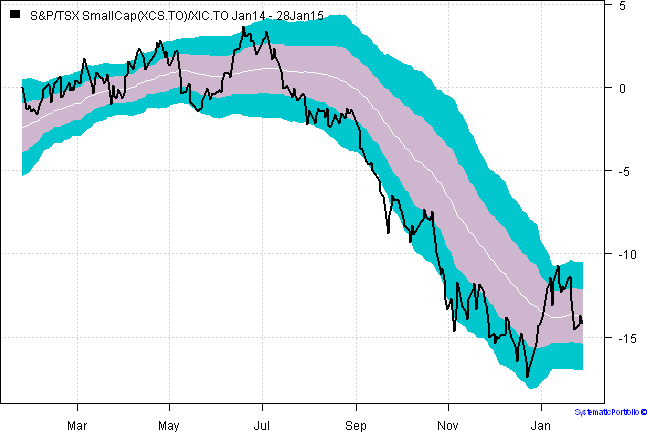 S&P/TSX SmallCap(XCS.TO)/XIC.TO Jan14 - 28Jan15
5
0
-5
-10
-15
Mar May Jul Sep Nov Jan
SystematicPortfolio ©